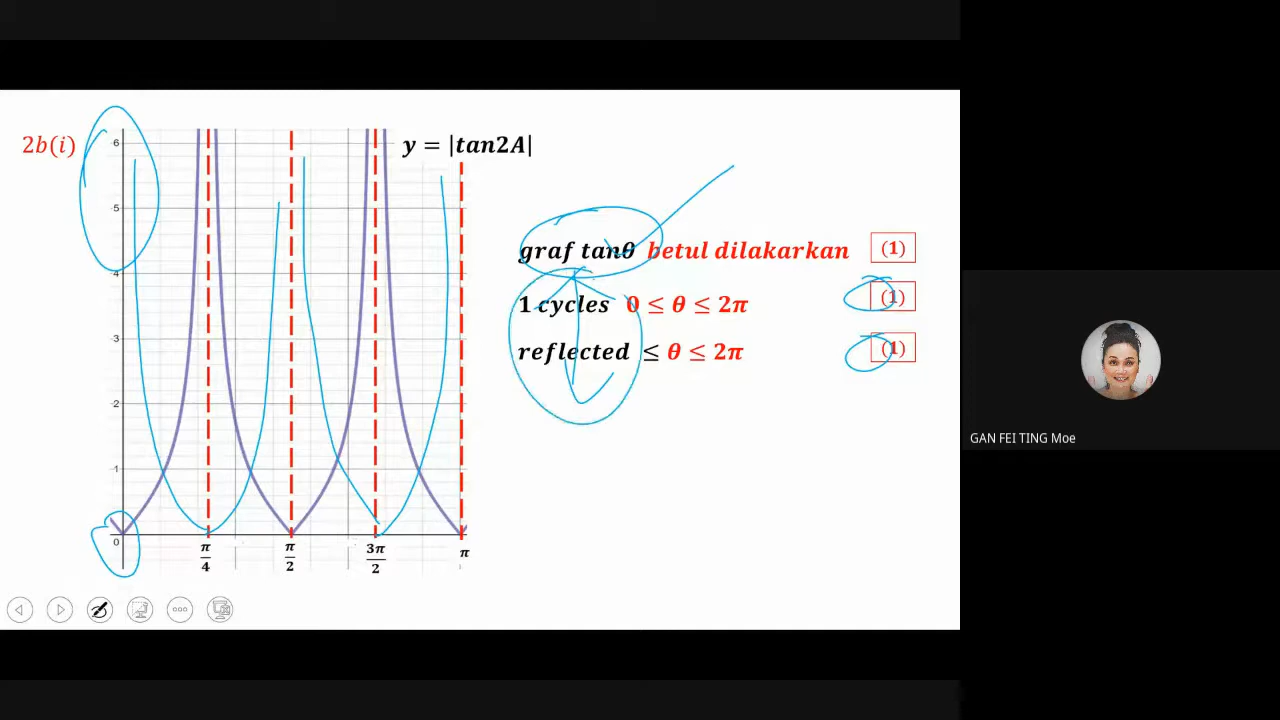 2b(i)
y = |tan2A|
6
5
4
3
2
1
0
π/4
π/2
3π/2
π
graf tanθ betul dilakarkan (1)
1 cycles 0 ≤ θ ≤ 2π (1)
reflected ≤ θ ≤ 2π (1)
GAN FEI TING Moe